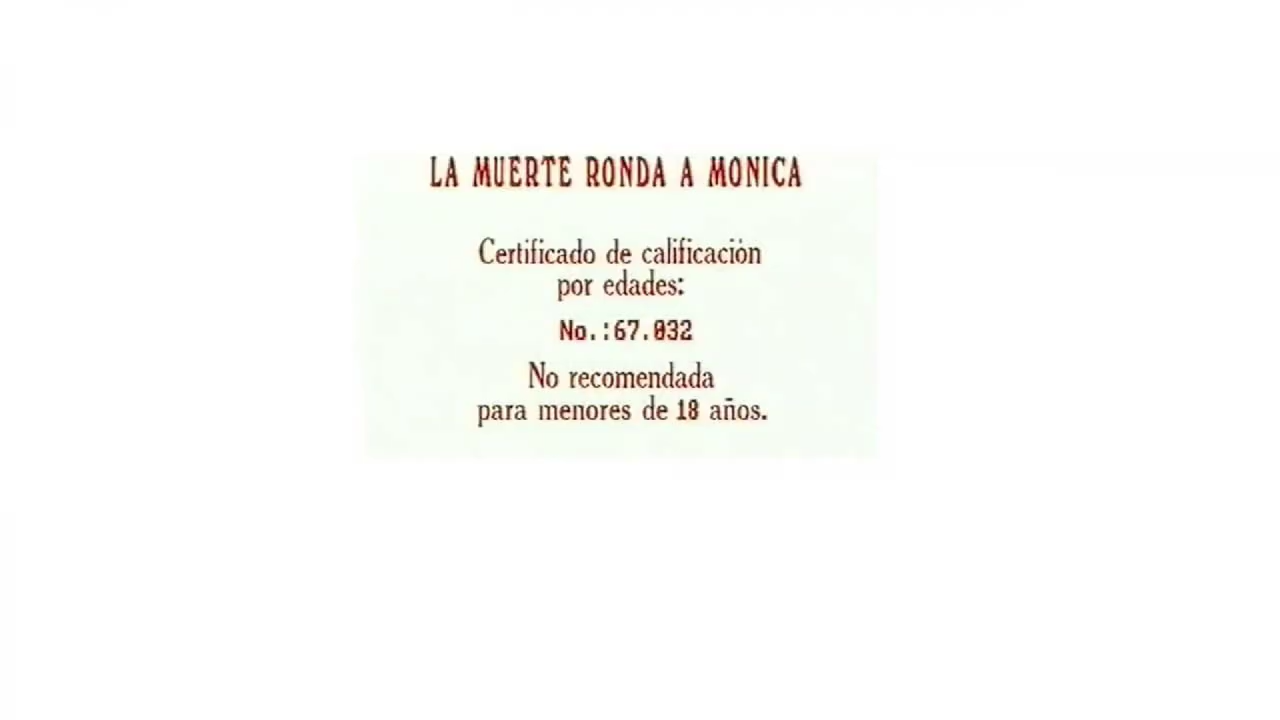 LA MUERTE RONDA A MONICA
Certificado de calificación
por edades:
No.:67.032
No recomendada
para menores de 18 años.